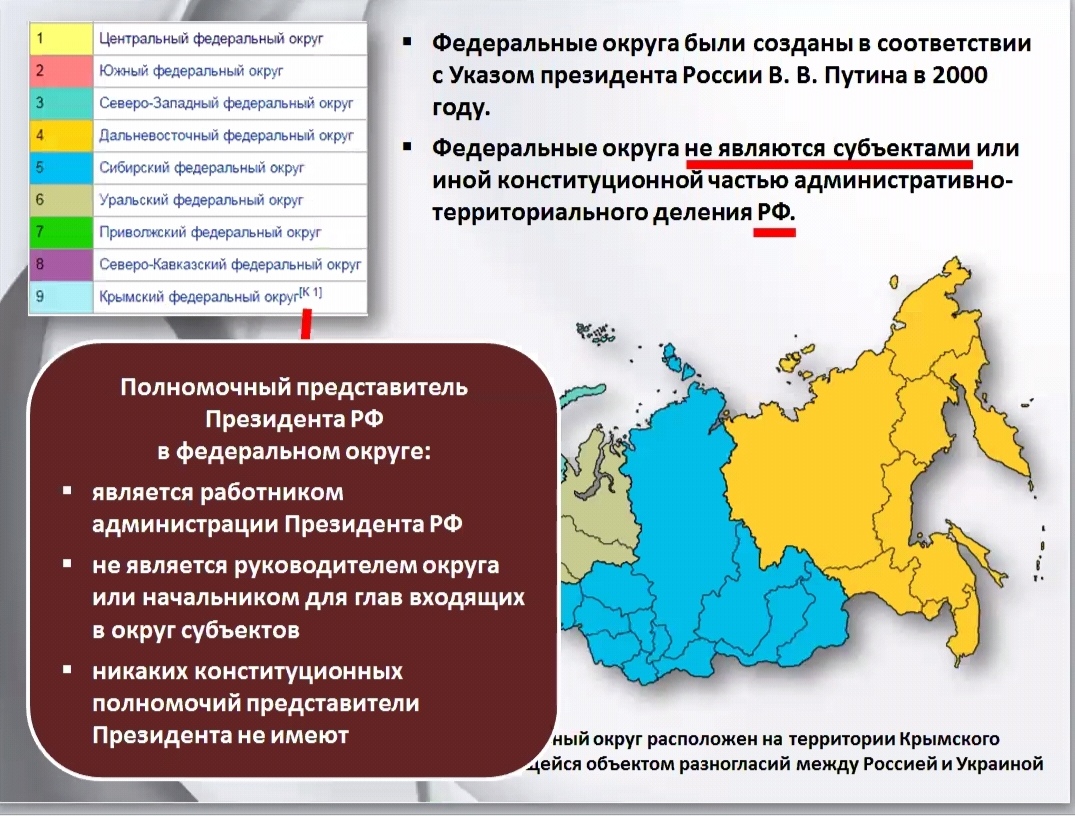 1 Центральный федеральный округ
2 Южный федеральный округ
3 Северо-Западный федеральный округ
4 Дальневосточный федеральный округ
5 Сибирский федеральный округ
6 Уральский федеральный округ
7 Приволжский федеральный округ
8 Северо-Кавказский федеральный округ
9 Крымский федеральный округ[К 1]
▪ Федеральные округа были созданы в соответствии
с Указом президента России В. В. Путина в 2000
году.
▪ Федеральные округа не являются субъектами или
иной конституционной частью административно-
территориального деления РФ.
Полномочный представитель
Президента РФ
в федеральном округе:
▪ является работником
администрации Президента РФ
▪ не является руководителем округа
или начальником для глав входящих
в округ субъектов
▪ никаких конституционных
полномочий представители
Президента не имеют
ный округ расположен на территории Крымского
щейся объектом разногласий между Россией и Украиной